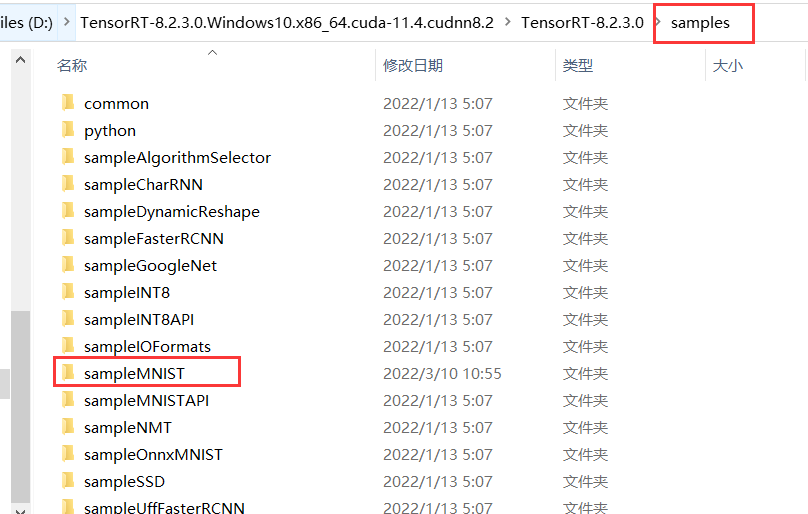 iles (D:) > TensorRT-8.2.3.0.Windows10.x86_64.cuda-11.4.cudnn8.2 > TensorRT-8.2.3.0 > samples
名称 修改日期 类型 大小
common 2022/1/13 5:07 文件夹
python 2022/1/13 5:07 文件夹
sampleAlgorithmSelector 2022/1/13 5:07 文件夹
sampleCharRNN 2022/1/13 5:07 文件夹
sampleDynamicReshape 2022/1/13 5:07 文件夹
sampleFasterRCNN 2022/1/13 5:07 文件夹
sampleGoogleNet 2022/1/13 5:07 文件夹
sampleINT8 2022/1/13 5:07 文件夹
sampleINT8API 2022/1/13 5:07 文件夹
sampleIOFormats 2022/1/13 5:07 文件夹
sampleMNIST 2022/3/10 10:55 文件夹
sampleMNISTAPI 2022/1/13 5:07 文件夹
sampleNMT 2022/1/13 5:07 文件夹
sampleOnnxMNIST 2022/1/13 5:07 文件夹
sampleSSD 2022/1/13 5:07 文件夹
sampleUffFasterRCNN 2022/1/13 5:07 文件夹